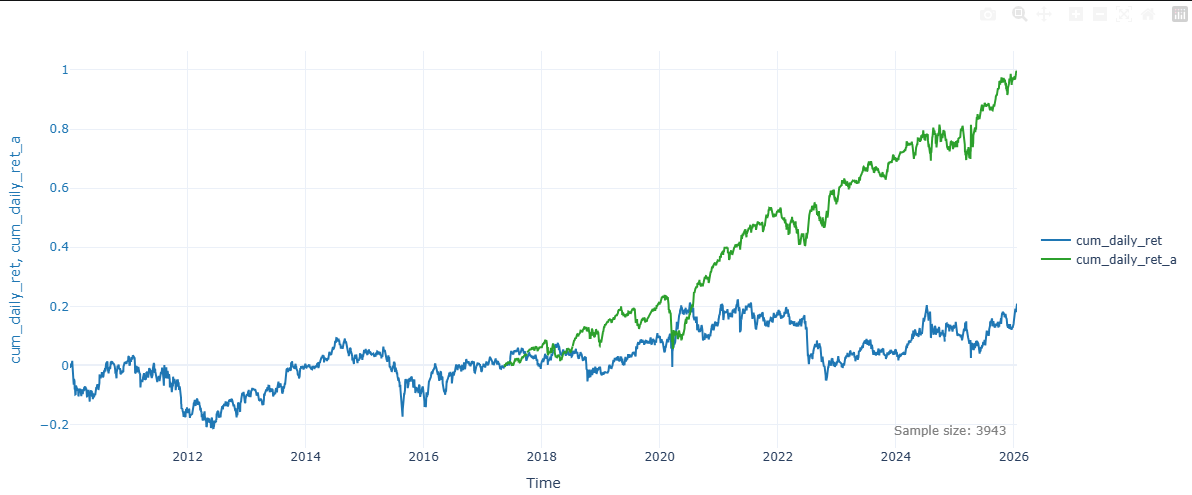 1
0.8
0.6
0.4
0.2
0
−0.2
cum_daily_ret, cum_daily_ret_a
cum_daily_ret
cum_daily_ret_a
Sample size: 3943
2012 2014 2016 2018 2020 2022 2024 2026
Time